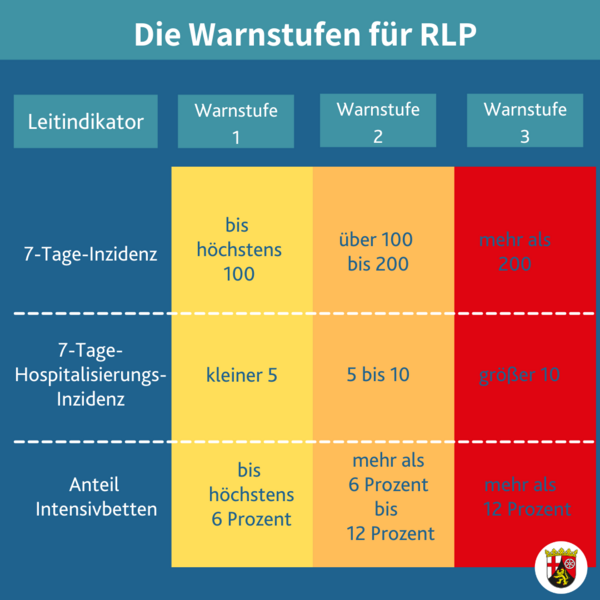 Die Warnstufen für RLP
Leitindikator
Warnstufe
1
Warnstufe
2
Warnstufe
3
7-Tage-Inzidenz
bis
höchstens
100
über 100
bis 200
mehr als
200
7-Tage-
Hospitalisierungs-
Inzidenz
kleiner 5
5 bis 10
größer 10
Anteil
Intensivbetten
bis
höchstens
6 Prozent
mehr als
6 Prozent
bis
12 Prozent
mehr als
12 Prozent